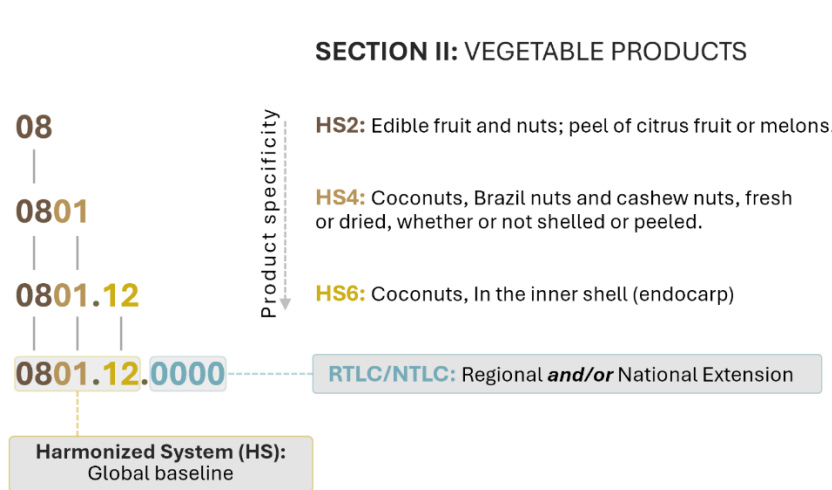 SECTION II: VEGETABLE PRODUCTS
08
HS2: Edible fruit and nuts; peel of citrus fruit or melons.
Product specificity
0801
HS4: Coconuts, Brazil nuts and cashew nuts, fresh
or dried, whether or not shelled or peeled.
0801.12
HS6: Coconuts, In the inner shell (endocarp)
0801.12.0000
RTLC/NTLC: Regional and/or National Extension
Harmonized System (HS):
Global baseline